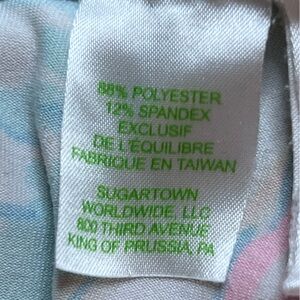 88% POLYESTER
12% SPANDEX
EXCLUSIF
DE L'ÉQUILIBRE
FABRIQUE EN TAIWAN
SUGARTOWN
WORLDWIDE, LLC
800 THIRD AVENUE
KING OF PRUSSIA, PA